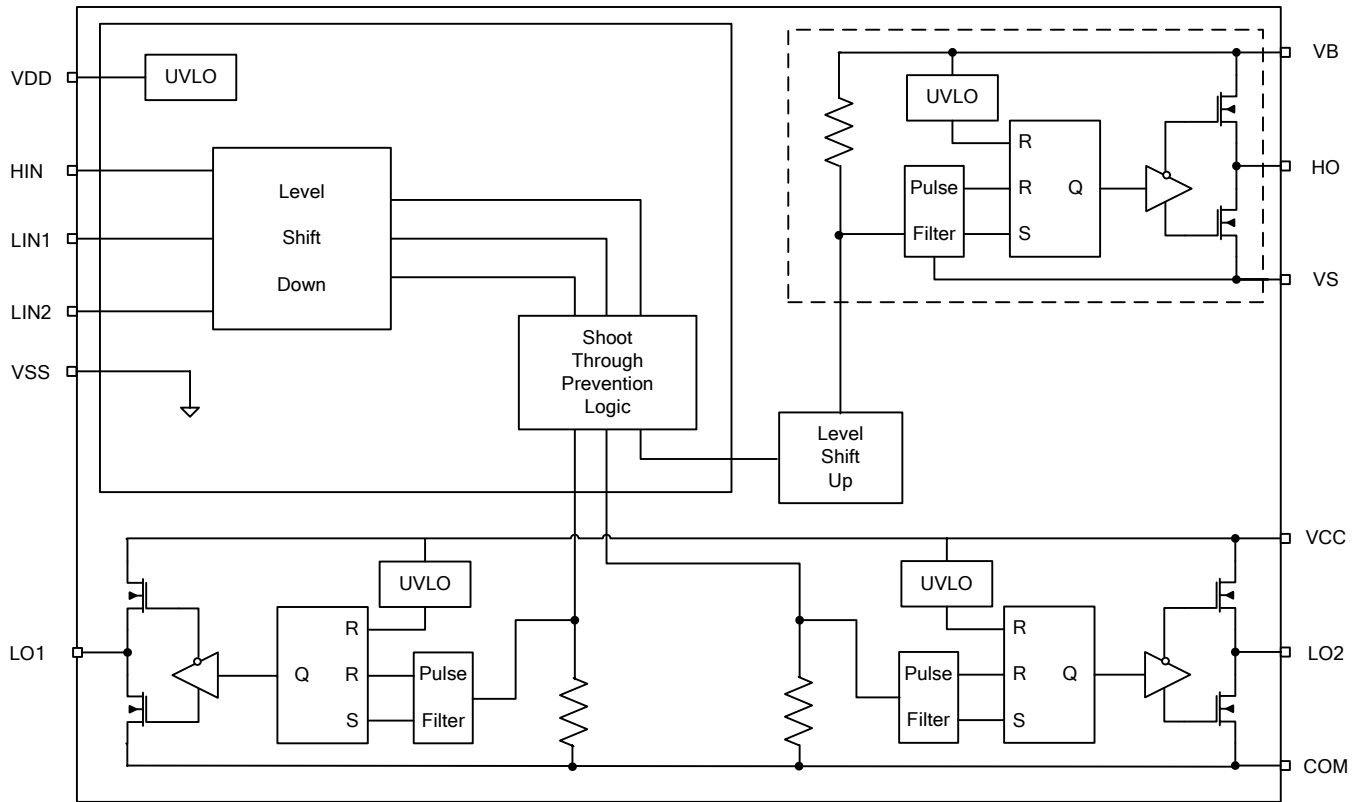 VDD
HIN
LIN1
LIN2
VSS
UVLO
Level
Shift
Down
Shoot
Through
Prevention
Logic
Level
Shift
Up
UVLO
Pulse
Filter
R
R
S
Q
VB
HO
VS
LO1
Q
R
R
S
UVLO
Pulse
Filter
UVLO
Pulse
Filter
R
R
S
Q
VCC
LO2
COM